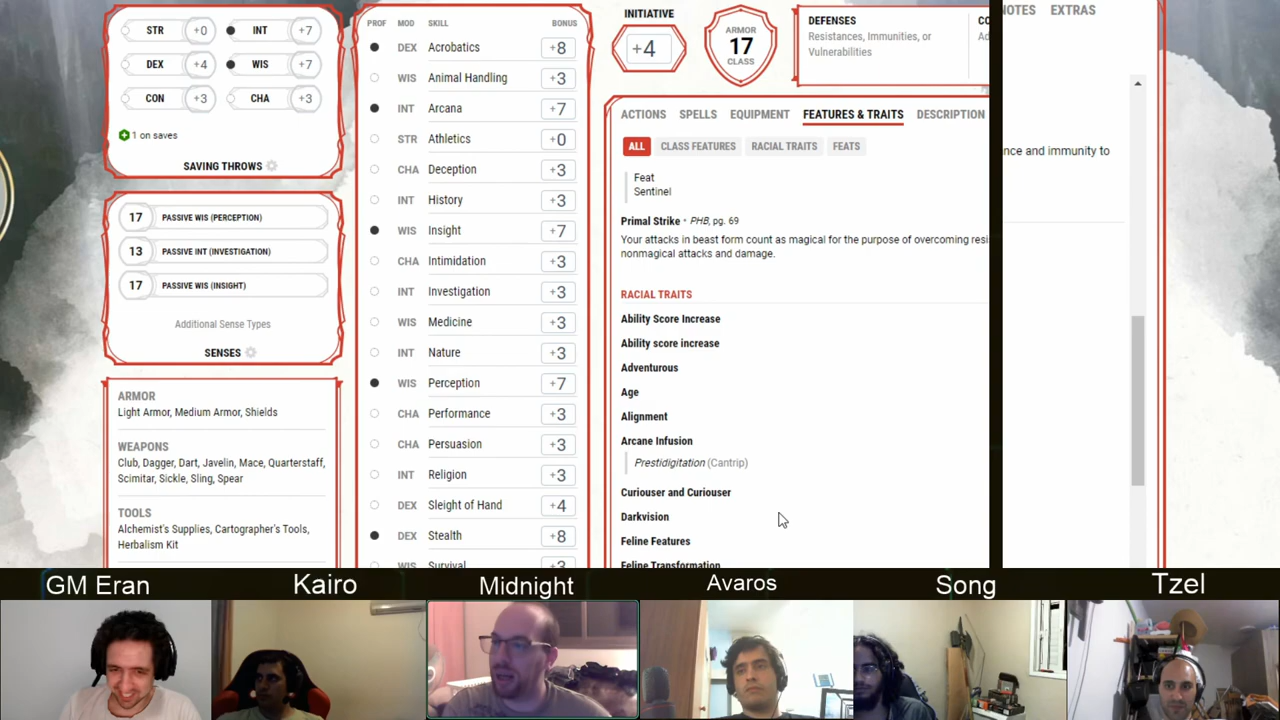 STR +0 INT +7
DEX +4 WIS +7
CON +3 CHA +3
1 on saves
SAVING THROWS
17 PASSIVE WIS (PERCEPTION)
13 PASSIVE INT (INVESTIGATION)
17 PASSIVE WIS (INSIGHT)
Additional Sense Types
SENSES
ARMOR
Light Armor, Medium Armor, Shields
WEAPONS
Club, Dagger, Dart, Javelin, Mace, Quarterstaff,
Scimitar, Sickle, Sling, Spear
TOOLS
Alchemist's Supplies, Cartographer's Tools,
Herbalism Kit
PROF MOD SKILL BONUS
DEX Acrobatics +8
WIS Animal Handling +3
INT Arcana +7
STR Athletics +0
CHA Deception +3
INT History +3
WIS Insight +7
CHA Intimidation +3
INT Investigation +3
WIS Medicine +3
INT Nature +3
WIS Perception +7
CHA Performance +3
CHA Persuasion +3
INT Religion +3
DEX Sleight of Hand +4
DEX Stealth +8
WIS Survival +3
INITIATIVE
+4
ARMOR
17
CLASS
DEFENSES
Resistances, Immunities, or
Vulnerabilities
CO
Ad
ACTIONS SPELLS EQUIPMENT FEATURES & TRAITS DESCRIPTION
ALL CLASS FEATURES RACIAL TRAITS FEATS
Feat
Sentinel
Primal Strike • PHB, pg. 69
Your attacks in beast form count as magical for the purpose of overcoming resi
nonmagical attacks and damage.
RACIAL TRAITS
Ability Score Increase
Ability score increase
Adventurous
Age
Alignment
Arcane Infusion
Prestidigitation (Cantrip)
Curiouser and Curiouser
Darkvision
Feline Features
Feline Transformation
NOTES EXTRAS
nce and immunity to
GM Eran Kairo Midnight Avaros Song Tzel